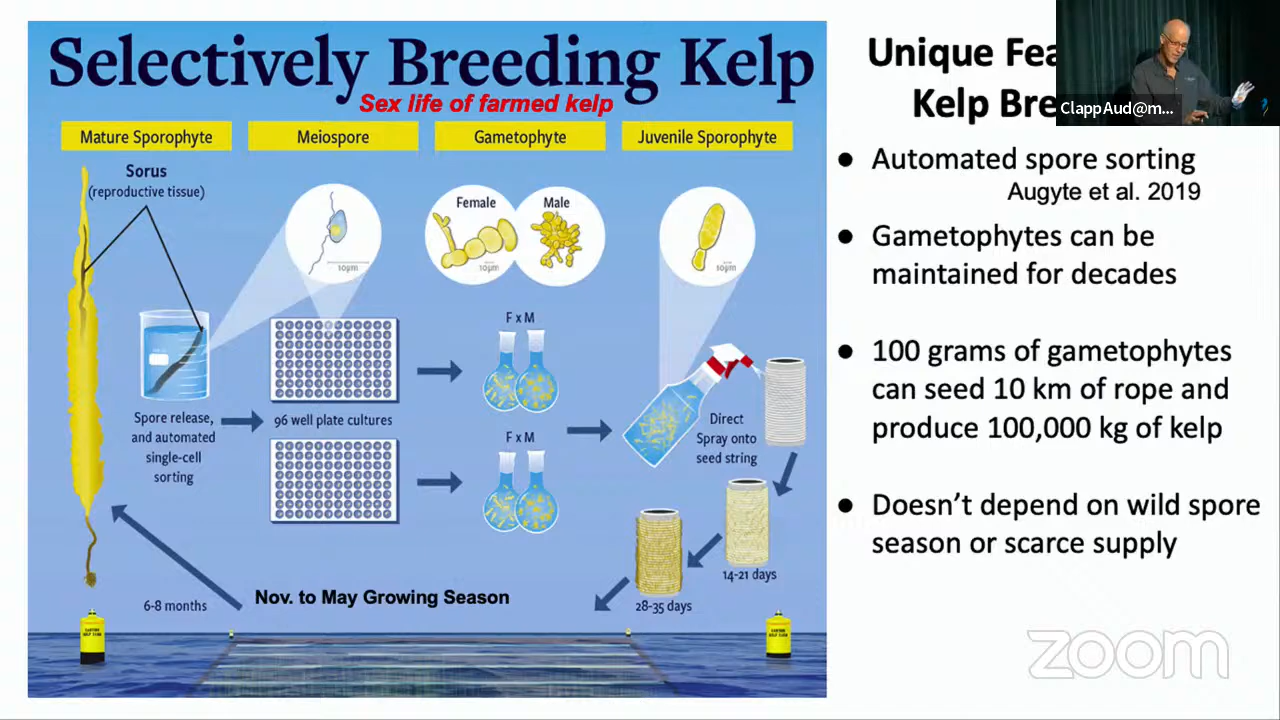 Selectively Breeding Kelp
Sex life of farmed kelp
Mature Sporophyte
Meiospore
Gametophyte
Juvenile Sporophyte
Sorus
(reproductive tissue)
10µm
Female
Male
10µm
10µm
F x M
Spore release,
and automated
single-cell
sorting
96 well plate cultures
F x M
Direct
Spray onto
seed string
14-21 days
28-35 days
6-8 months
Nov. to May Growing Season
Unique
Kelp
ClappAud@m...
● Automated spore sorting
Augyte et al. 2019
● Gametophytes can be
maintained for decades
● 100 grams of gametophytes
can seed 10 km of rope and
produce 100,000 kg of kelp
● Doesn’t depend on wild spore
season or scarce supply
zoom